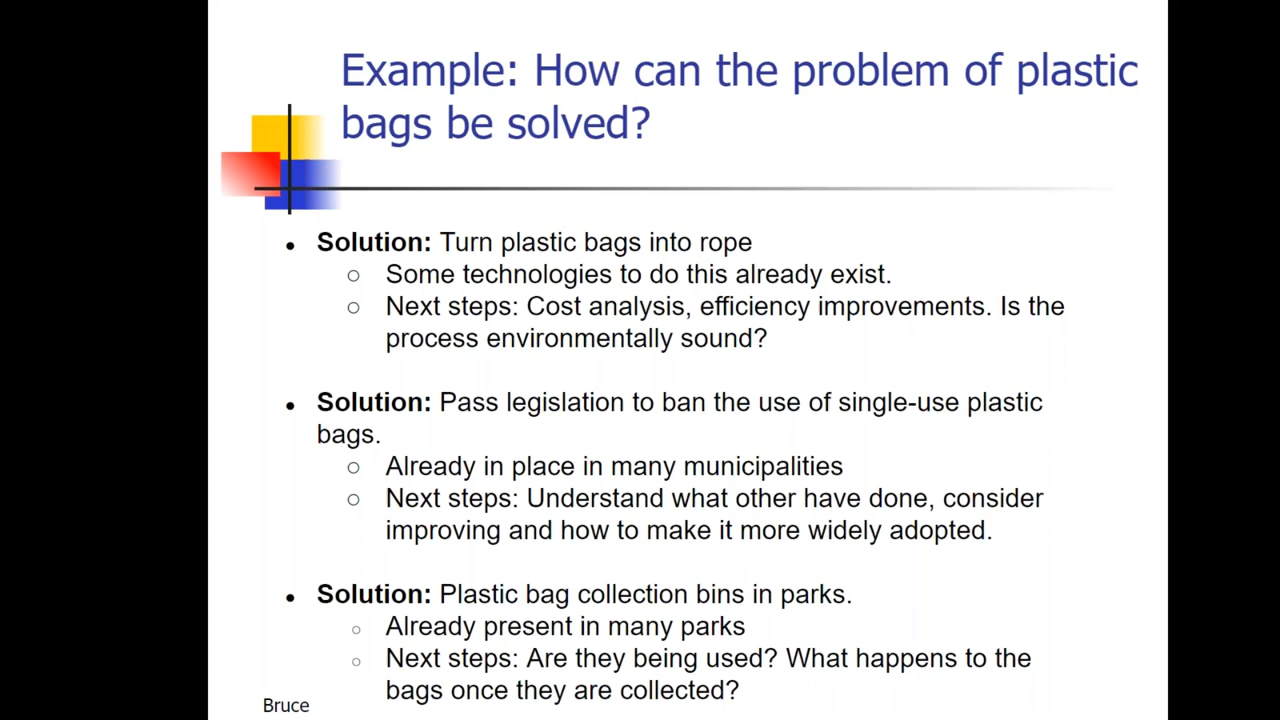 Example: How can the problem of plastic
bags be solved?
• Solution: Turn plastic bags into rope
○ Some technologies to do this already exist.
○ Next steps: Cost analysis, efficiency improvements. Is the
process environmentally sound?
• Solution: Pass legislation to ban the use of single-use plastic
bags.
○ Already in place in many municipalities
○ Next steps: Understand what other have done, consider
improving and how to make it more widely adopted.
• Solution: Plastic bag collection bins in parks.
○ Already present in many parks
○ Next steps: Are they being used? What happens to the
bags once they are collected?
Bruce